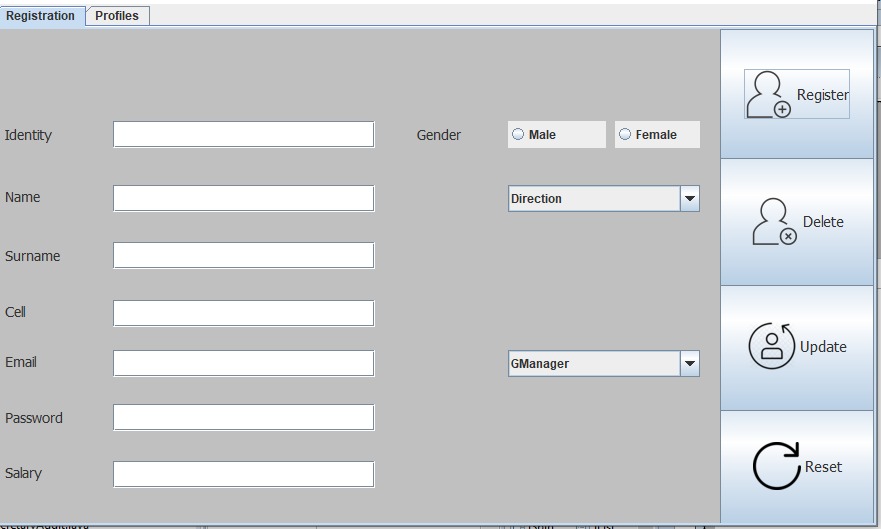 Registration Profiles
Register
Identity
Gender
Male
Female
Name
Direction
Delete
Surname
Cell
Update
Email
GManager
Password
Salary
Reset